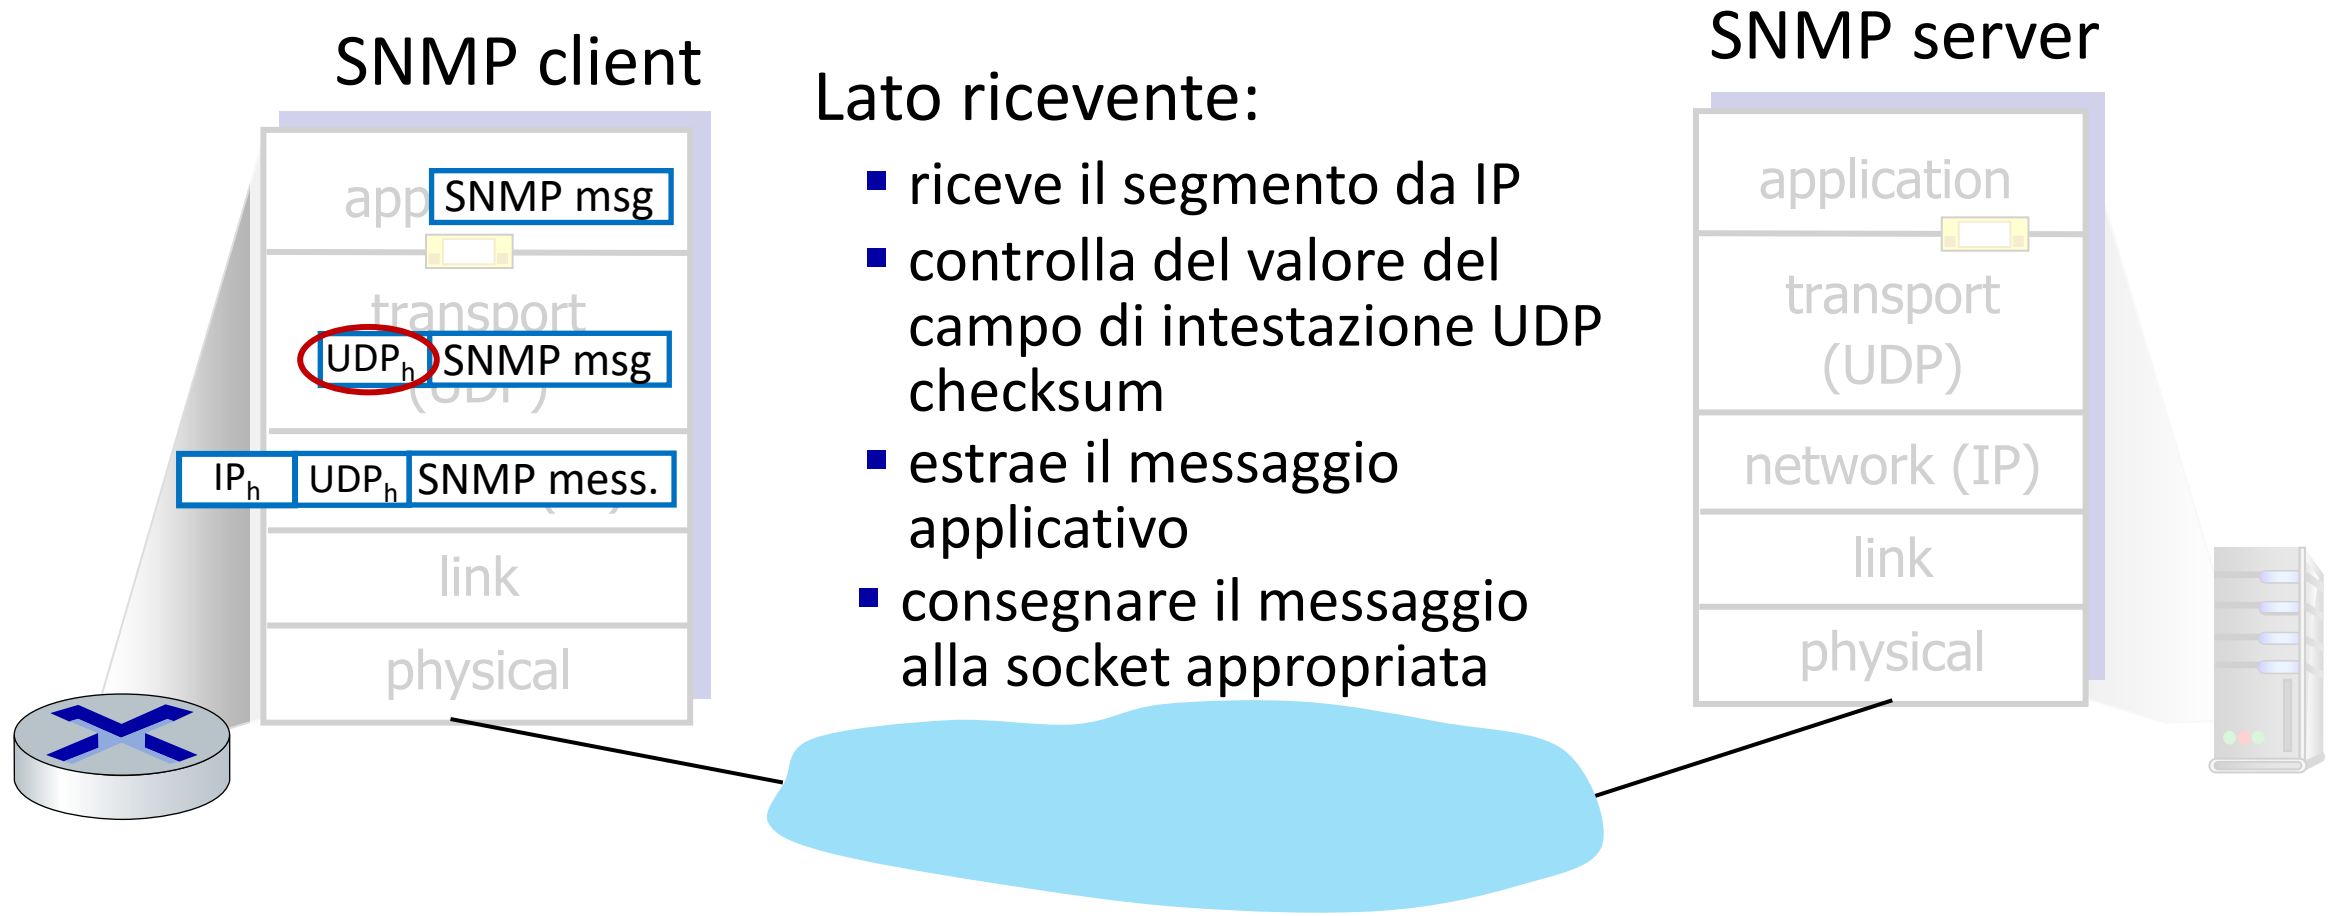 SNMP client
SNMP msg
app
transport
UDPh SNMP msg
(UDP)
IPh UDPh SNMP mess.
link
physical
Lato ricevente:
riceve il segmento da IP
controlla del valore del
campo di intestazione UDP
checksum
estrae il messaggio
applicativo
consegnare il messaggio
alla socket appropriata
SNMP server
application
transport
(UDP)
network (IP)
link
physical